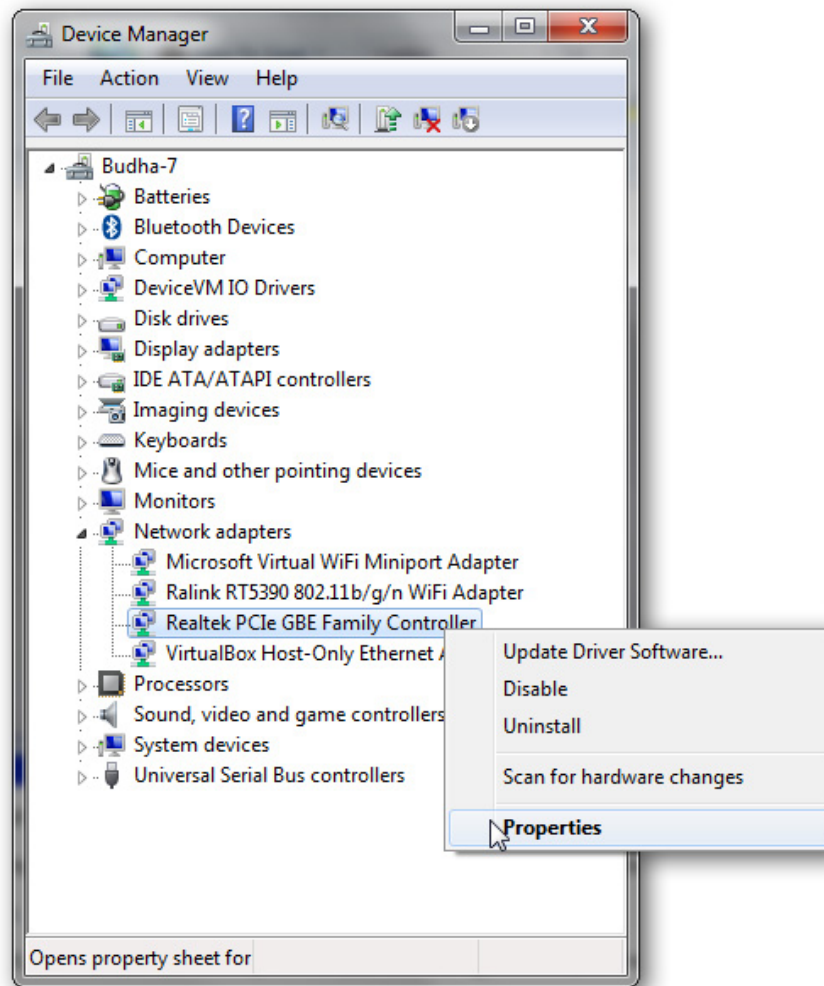 Device Manager
File Action View Help
Budha-7
Batteries
Bluetooth Devices
Computer
DeviceVM IO Drivers
Disk drives
Display adapters
IDE ATA/ATAPI controllers
Imaging devices
Keyboards
Mice and other pointing devices
Monitors
Network adapters
Microsoft Virtual WiFi Miniport Adapter
Ralink RT5390 802.11b/g/n WiFi Adapter
Realtek PCIe GBE Family Controller
VirtualBox Host-Only Ethernet
Processors
Sound, video and game controllers
System devices
Universal Serial Bus controllers
Update Driver Software...
Disable
Uninstall
Scan for hardware changes
Properties
Opens property sheet for